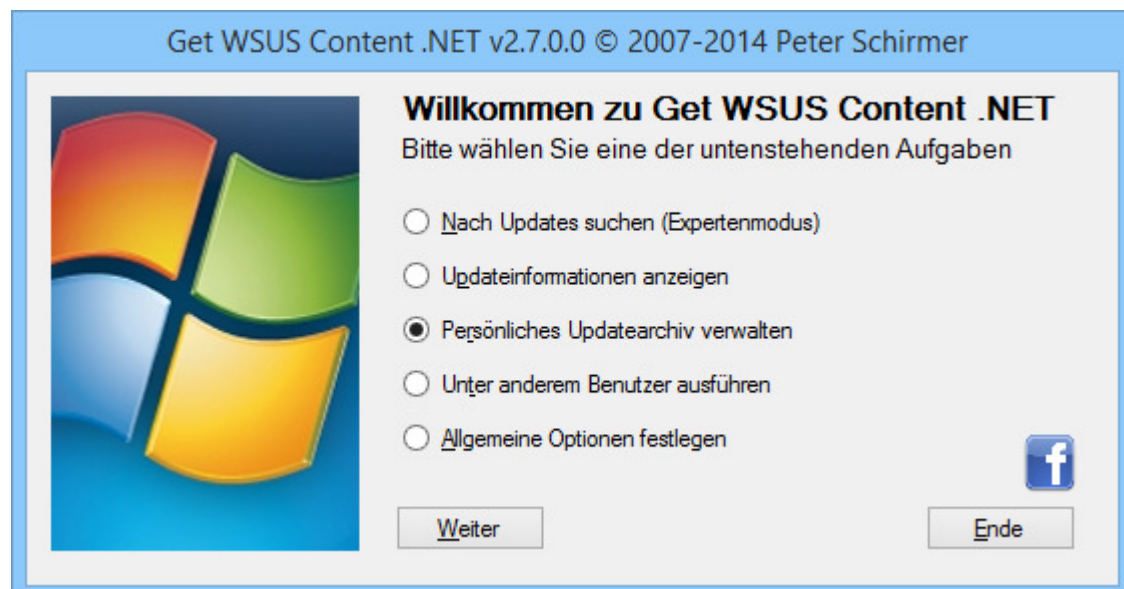 Get WSUS Content .NET v2.7.0.0 © 2007-2014 Peter Schirmer
Willkommen zu Get WSUS Content .NET
Bitte wählen Sie eine der untenstehenden Aufgaben
Nach Updates suchen (Expertenmodus)
Updateinformationen anzeigen
Persönliches Updatearchiv verwalten
Unter anderem Benutzer ausführen
Allgemeine Optionen festlegen
f
Weiter
Ende